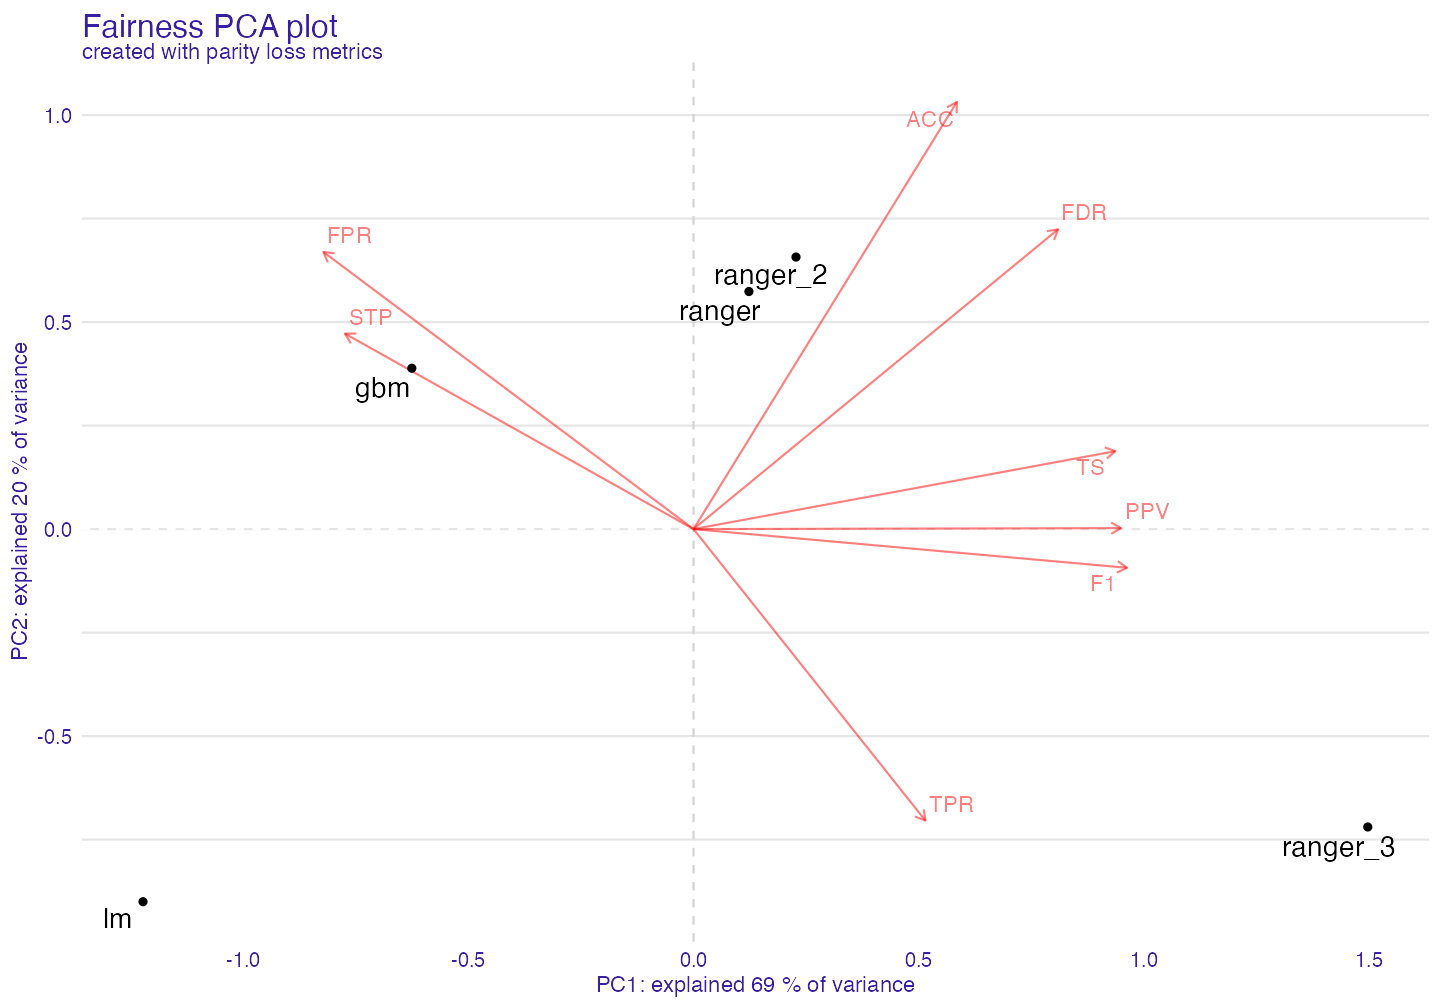 Fairness PCA plot
created with parity loss metrics
1.0
ACC
FDR
FPR
ranger_2
ranger
0.5
STP
gbm
TS
PPV
0.0
F1
-0.5
TPR
ranger_3
lm
PC2: explained 20 % of variance
-1.0 -0.5 0.0 0.5 1.0 1.5
PC1: explained 69 % of variance